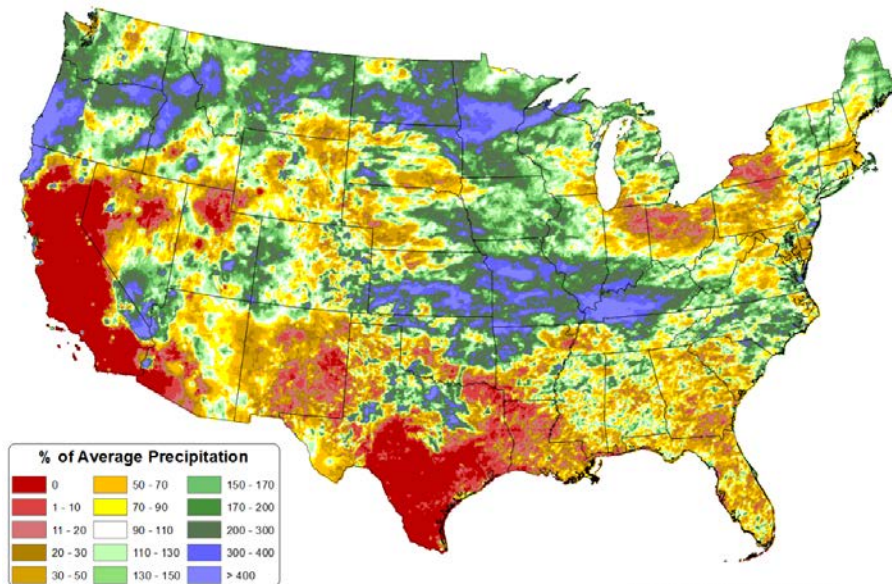 % of Average Precipitation
0 50 - 70 150 - 170
1 - 10 70 - 90 170 - 200
11 - 20 90 - 110 200 - 300
20 - 30 110 - 130 300 - 400
30 - 50 130 - 150 > 400